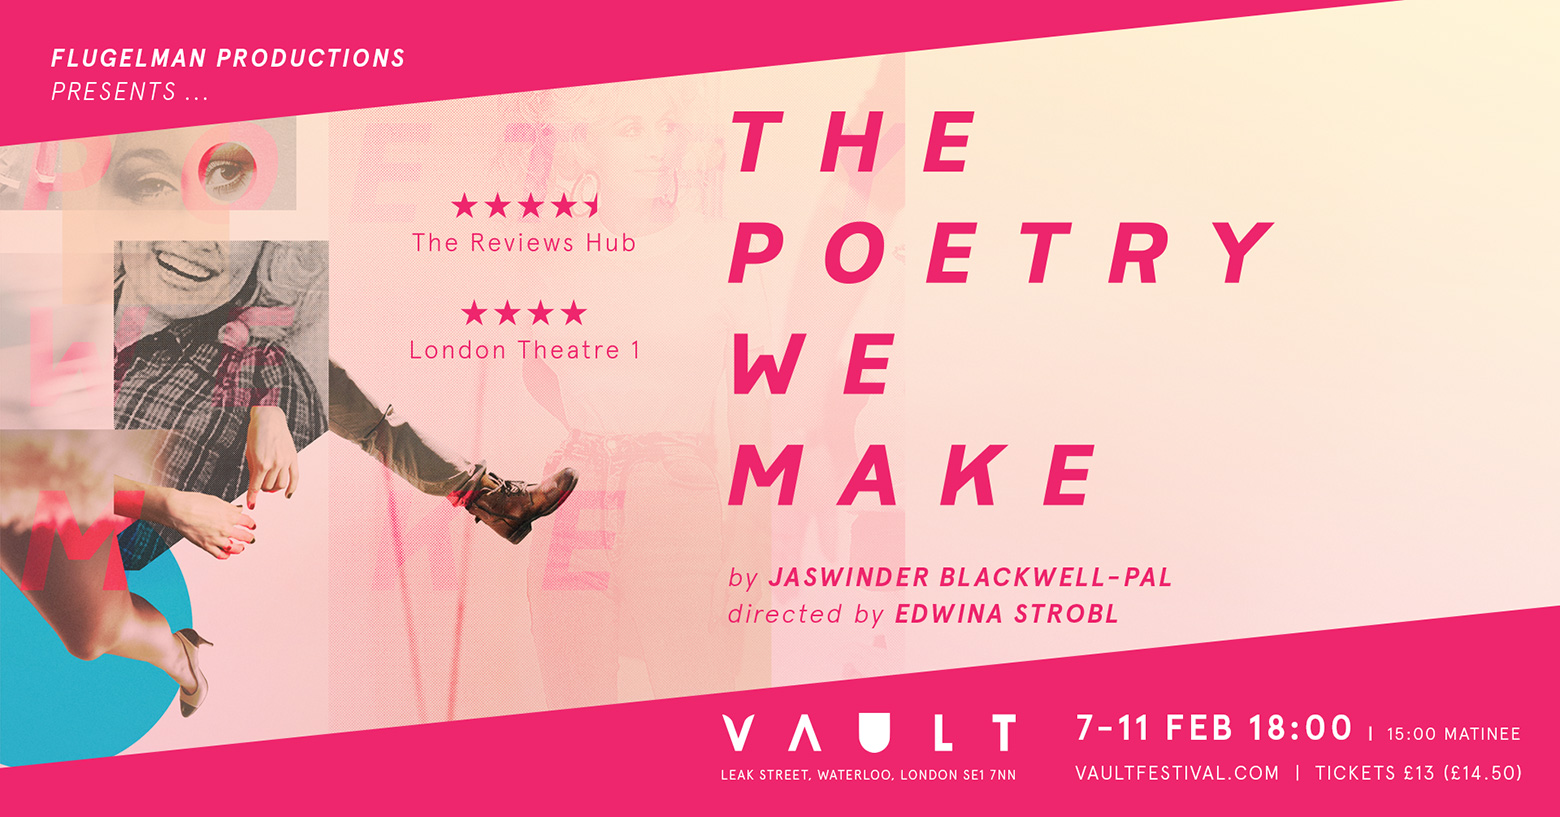 FLUGELMAN PRODUCTIONS
PRESENTS ...
★★★★
The Reviews Hub
★★★★
London Theatre 1
THE
POETRY
WE
MAKE
by JASWINDER BLACKWELL-PAL
directed by EDWINA STROBL
VAULT
LEAK STREET, WATERLOO, LONDON SE1 7NN
7-11 FEB 18:00 | 15:00 MATINEE
VAULTFESTIVAL.COM | TICKETS £13 (£14.50)